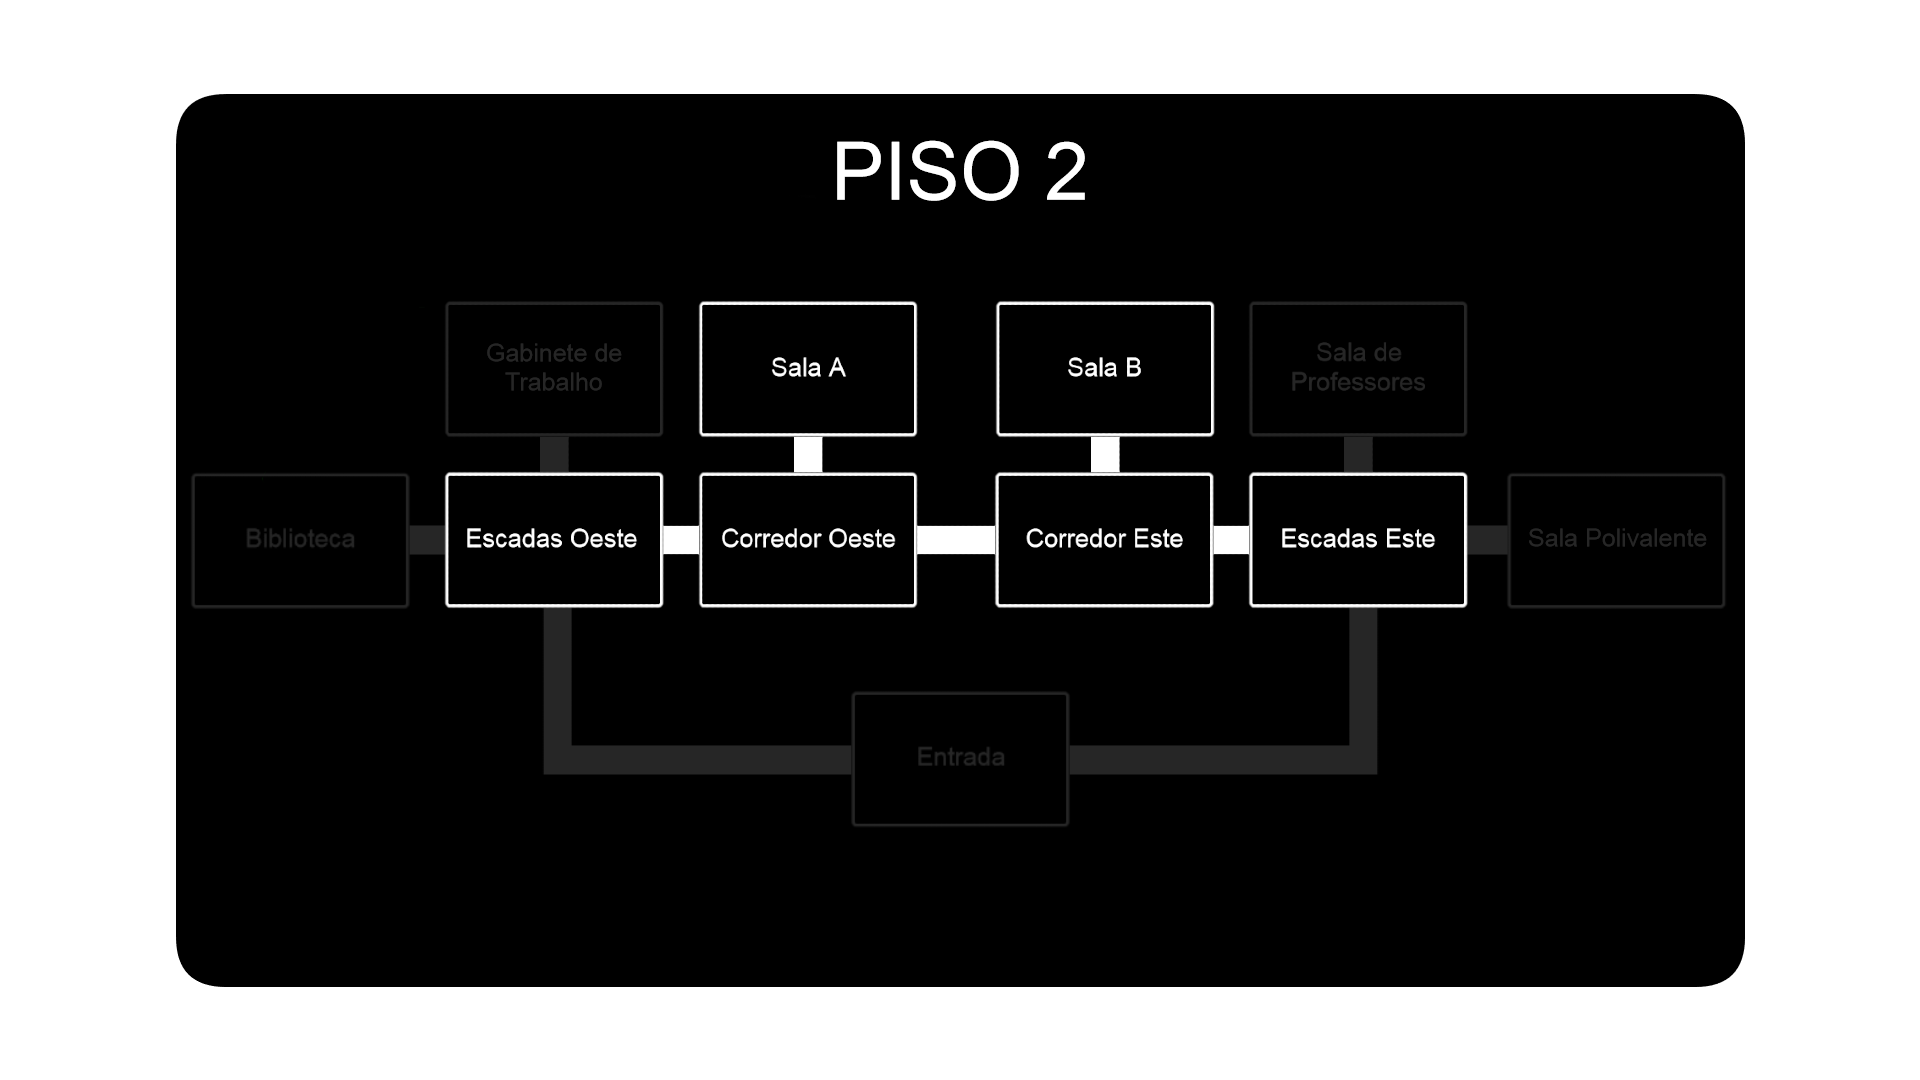 PISO 2
Gabinete de
Trabalho
Sala A
Sala B
Sala de
Professores
Biblioteca
Escadas Oeste
Corredor Oeste
Corredor Este
Escadas Este
Sala Polivalente
Entrada